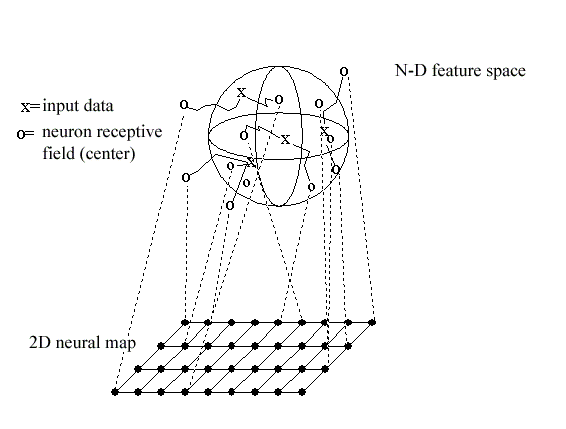 N-D feature space
x= input data
o= neuron receptive
field (center)
2D neural map